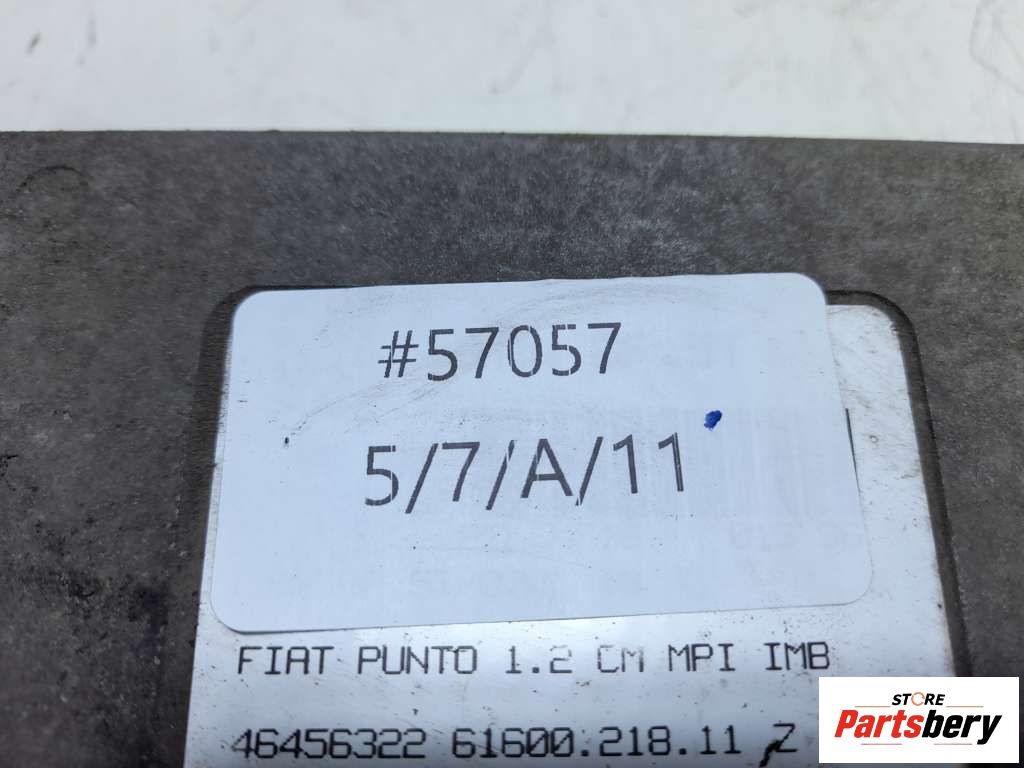 #57057
5/7/A/11
FIAT PUNTO 1.2 CM MPI IMB
46456322 61600.218.11 Z
STORE
Partsbery